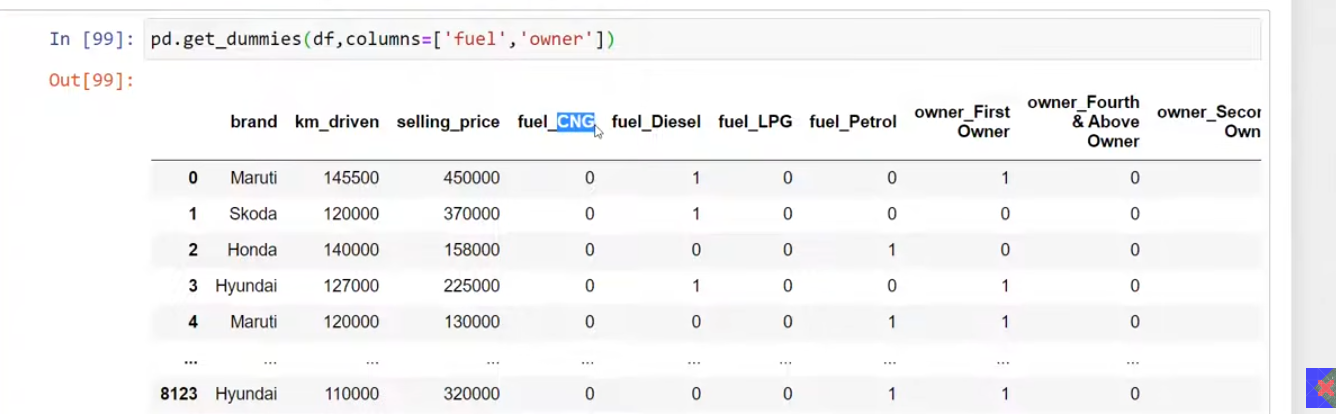 In [99]: pd.get_dummies(df,columns=['fuel','owner'])
Out[99]:
brand km_driven selling_price fuel_CNG fuel_Diesel fuel_LPG fuel_Petrol owner_First Owner owner_Fourth & Above Owner owner_Secor Own
0 Maruti 145500 450000 0 1 0 0 1 0
1 Skoda 120000 370000 0 1 0 0 0 0
2 Honda 140000 158000 0 0 0 1 0 0
3 Hyundai 127000 225000 0 1 0 0 1 0
4 Maruti 120000 130000 0 0 0 1 1 0
... ... ... ... ... ... ... ... ... ...
8123 Hyundai 110000 320000 0 0 0 1 1 0